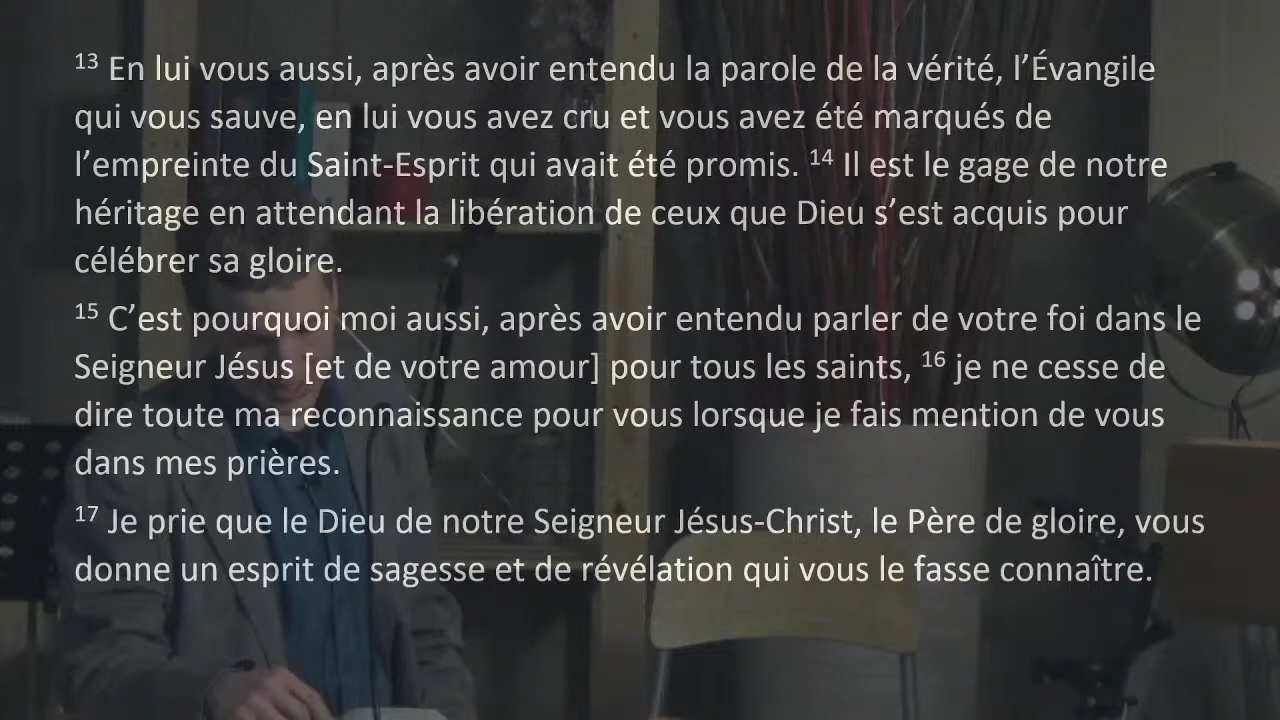 13 En lui vous aussi, après avoir entendu la parole de la vérité, l’Évangile
qui vous sauve, en lui vous avez cru et vous avez été marqués de
l’empreinte du Saint-Esprit qui avait été promis. 14 Il est le gage de notre
héritage en attendant la libération de ceux que Dieu s’est acquis pour
célébrer sa gloire.
15 C’est pourquoi moi aussi, après avoir entendu parler de votre foi dans le
Seigneur Jésus [et de votre amour] pour tous les saints, 16 je ne cesse de
dire toute ma reconnaissance pour vous lorsque je fais mention de vous
dans mes prières.
17 Je prie que le Dieu de notre Seigneur Jésus-Christ, le Père de gloire, vous
donne un esprit de sagesse et de révélation qui vous le fasse connaître.